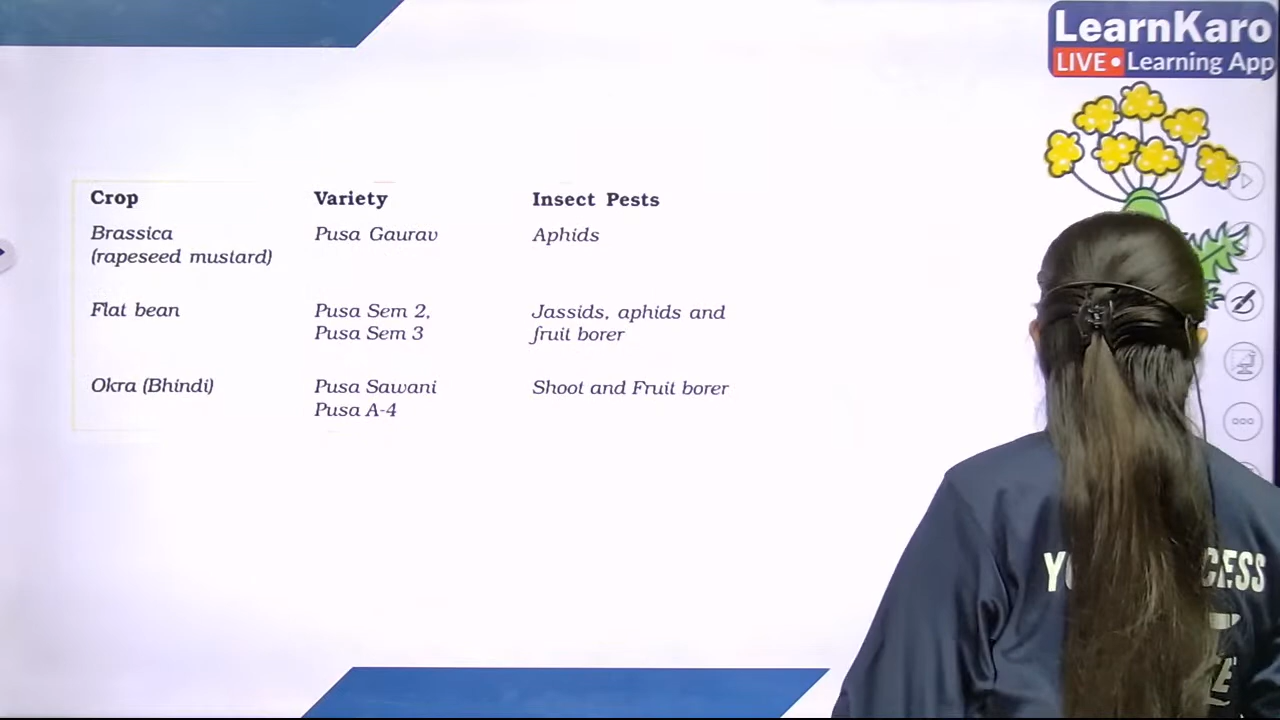 LearnKaro
LIVE • Learning App
Crop Variety Insect Pests
Brassica Pusa Gaurav Aphids
(rapeseed mustard)
Flat bean Pusa Sem 2, Jassids, aphids and
Pusa Sem 3 fruit borer
Okra (Bhindi) Pusa Sawani Shoot and Fruit borer
Pusa A-4